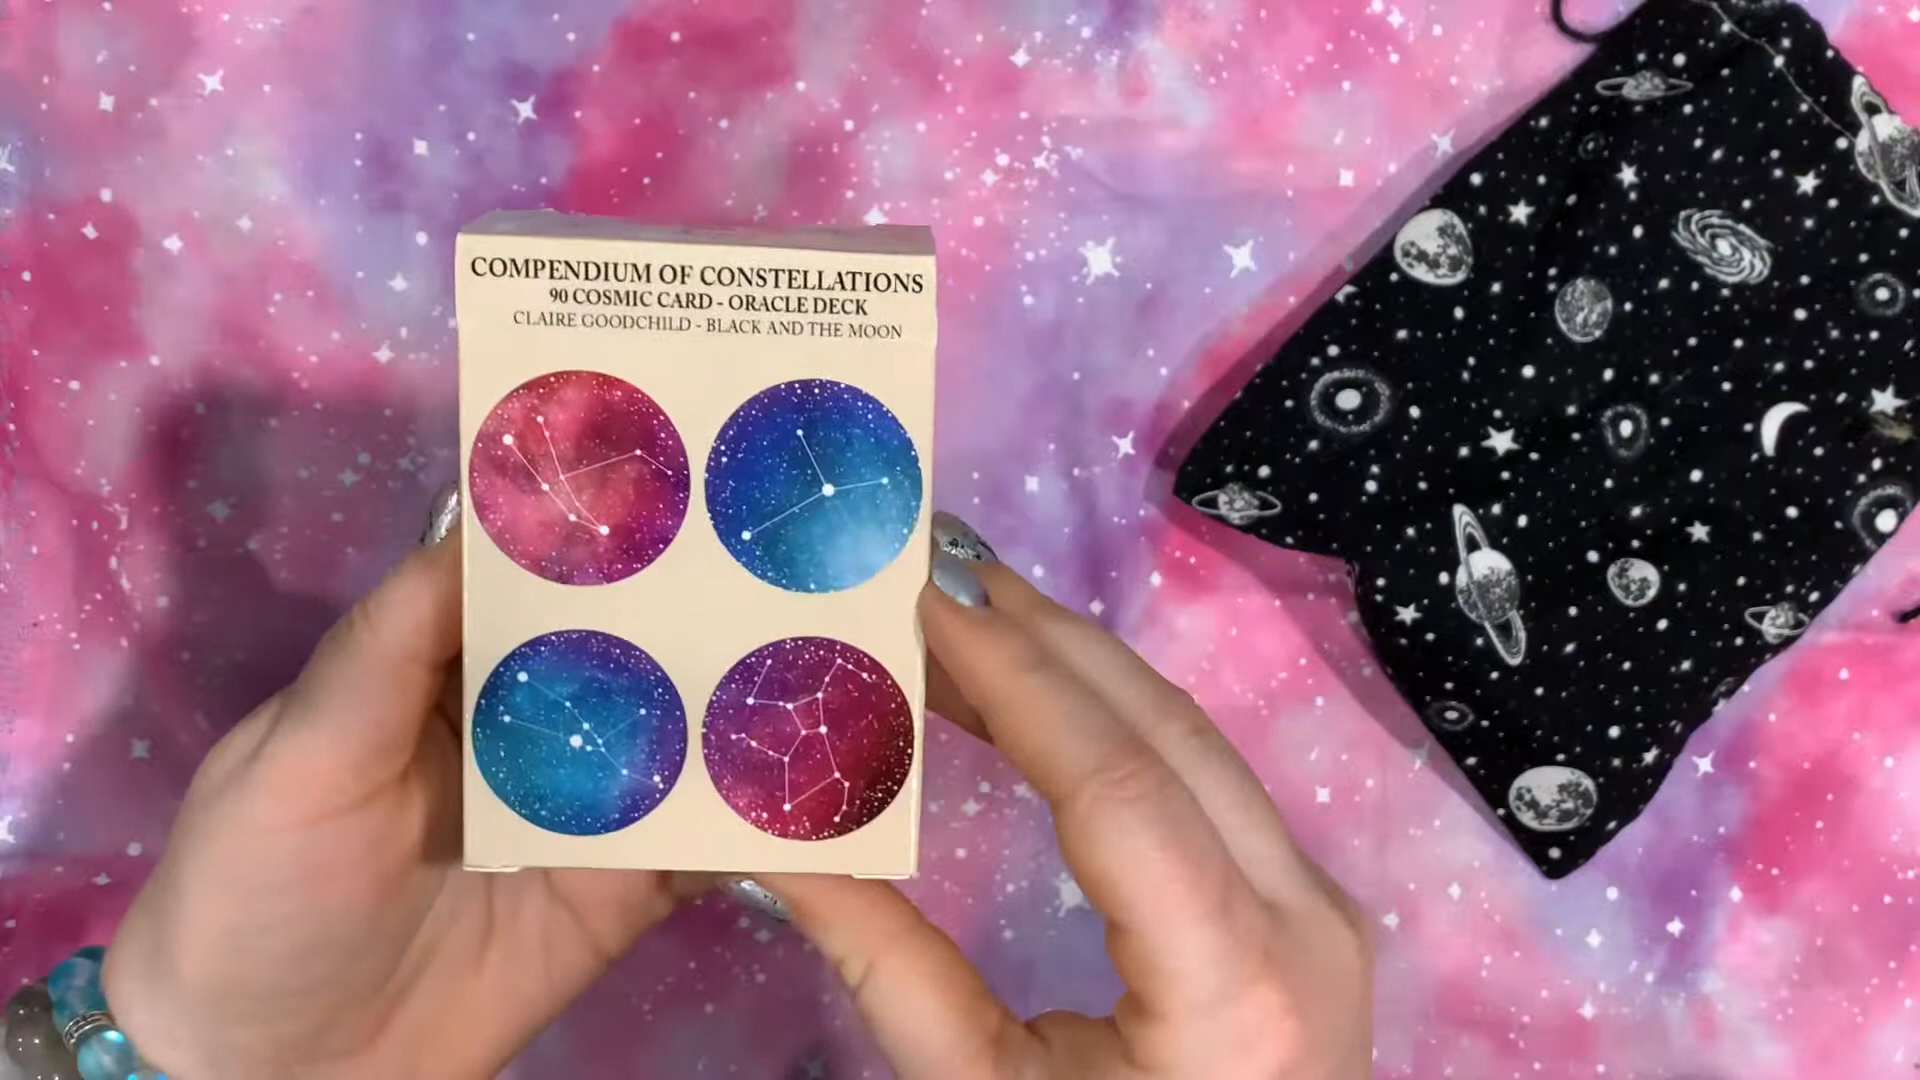 COMPENDIUM OF CONSTELLATIONS
90 COSMIC CARD - ORACLE DECK
CLAIRE GOODCHILD - BLACK AND THE MOON